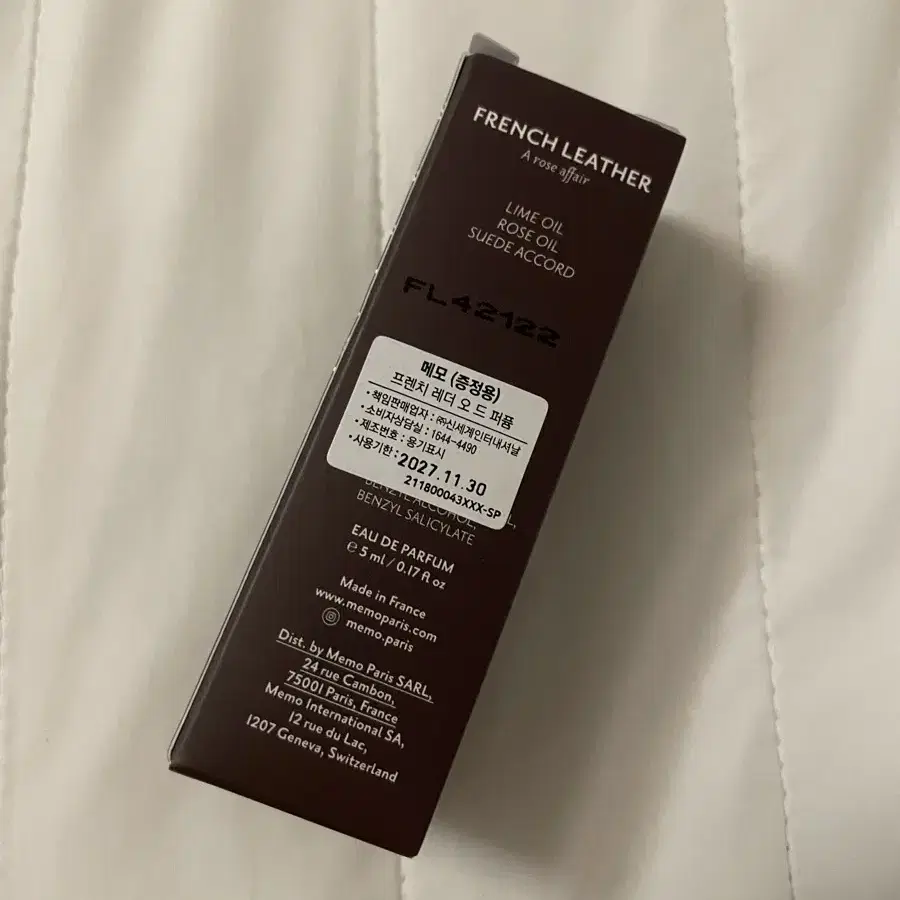 FRENCH LEATHER
A rose affair
LIME OIL
ROSE OIL
SUEDE ACCORD
FL42122
메모 (증정용)
프렌치 레더 오 드 퍼퓸
• 책임판매업자 : ㈜신세계인터내셔날
• 소비자상담실 : 1644-4490
• 제조번호 : 용기표시
• 사용기한 : 2027.11.30
211800043XXX-SP
BENZYL ALCOHOL,
BENZYL SALICYLATE
EAU DE PARFUM
℮ 5 ml / 0.17 fl oz
Made in France
www.memoparis.com
memo.paris
Dist. by Memo Paris SARL,
24 rue Cambon,
75001 Paris, France
Memo International SA,
12 rue du Lac,
1207 Geneva, Switzerland